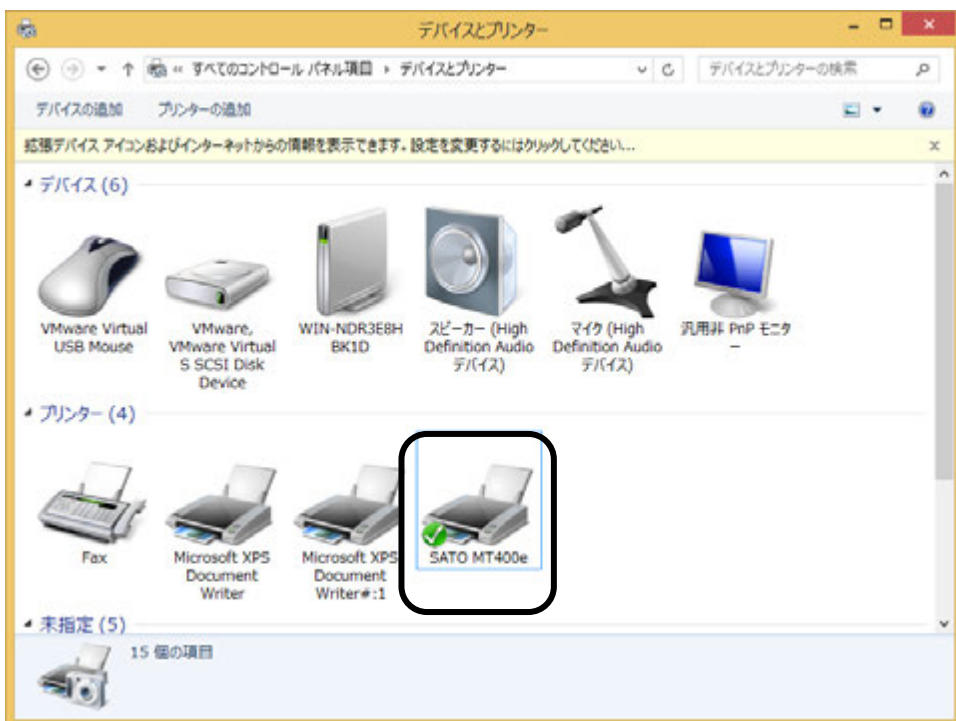 デバイスとプリンター
« すべてのコントロール パネル項目 ▸ デバイスとプリンター
デバイスとプリンターの検索
デバイスの追加 プリンターの追加
拡張デバイス アイコンおよびインターネットからの情報を表示できます。設定を変更するにはクリックしてください...
デバイス (6)
VMware Virtual
USB Mouse
VMware,
VMware Virtual
S SCSI Disk
Device
WIN-NDR3E8H
BK1D
スピーカー (High
Definition Audio
デバイス)
マイク (High
Definition Audio
デバイス)
汎用非 PnP モニタ
ー
プリンター (4)
Fax
Microsoft XPS
Document
Writer
Microsoft XPS
Document
Writer#:1
SATO MT400e
未指定 (5)
15 個の項目